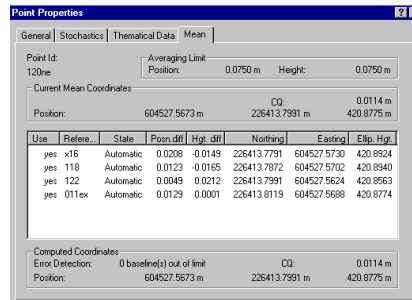 Point Properties ?
General Stochastics Thematical Data Mean
Point Id:
120ne
Averaging Limit
Position: 0.0750 m Height: 0.0750 m
Current Mean Coordinates
CQ: 0.0114 m
Position: 604527.5673 m 226413.7991 m 420.8775 m
Use Refere... State Posn. diff Hgt. diff Northing Easting Ellip. Hgt.
yes x16 Automatic 0.0208 -0.0149 226413.7791 604527.5730 420.8924
yes 118 Automatic 0.0123 -0.0165 226413.7872 604527.5702 420.8940
yes 122 Automatic 0.0049 0.0212 226413.7991 604527.5624 420.8563
yes 011ex Automatic 0.0129 0.0001 226413.8119 604527.5688 420.8774
Computed Coordinates
Error Detection: 0 baseline(s) out of limit CQ: 0.0114 m
Position: 604527.5673 m 226413.7991 m 420.8775 m